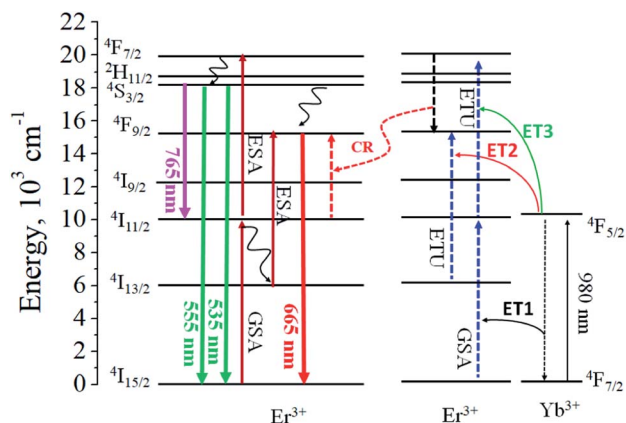 Energy, 10³ cm⁻¹
20
18
16
14
12
10
8
6
4
2
0
⁴F₇/₂
²H₁₁/₂
⁴S₃/₂
⁴F₉/₂
⁴I₉/₂
⁴I₁₁/₂
⁴I₁₃/₂
⁴I₁₅/₂
765 nm
555 nm
535 nm
ESA
GSA
ESA
665 nm
CR
Er³⁺
ETU
ETU
GSA
ET3
ET2
ET1
Er³⁺
⁴F₅/₂
980 nm
⁴F₇/₂
Yb³⁺